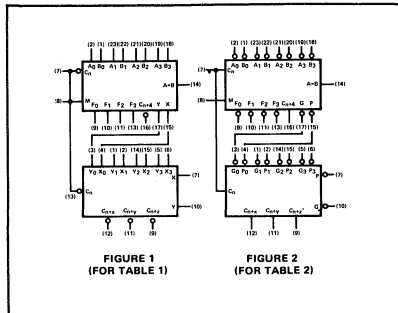 (2) (1) (23)(22) (21)(20) (19)(18)
(2) (1) (23)(22) (21)(20) (19)(18)
(7) Cn A0 B0 A1 B1 A2 B2 A3 B3
(7) Cn A0 B0 A1 B1 A2 B2 A3 B3
A=B (14)
A=B (14)
(8) M F0 F1 F2 F3 Cn+4 Y X
(8) M F0 F1 F2 F3 Cn+4 G P
(9) (10) (11) (13) (16) (17)(15)
(9) (10) (11) (13) (16) (17)(15)
(3) (4) (1) (2) (14)(15) (5) (6)
(3) (4) (1) (2) (14)(15) (5) (6)
Y0 X0 Y1 X1 Y2 X2 Y3 X3
G0 P0 G1 P1 G2 P2 G3 P3
X (7)
P (7)
(13) Cn Y (10)
Cn G (10)
Cn+x Cn+y Cn+z
Cn+x Cn+y Cn+z
(12) (11) (9)
(12) (11) (9)
FIGURE 1
(FOR TABLE 1)
FIGURE 2
(FOR TABLE 2)